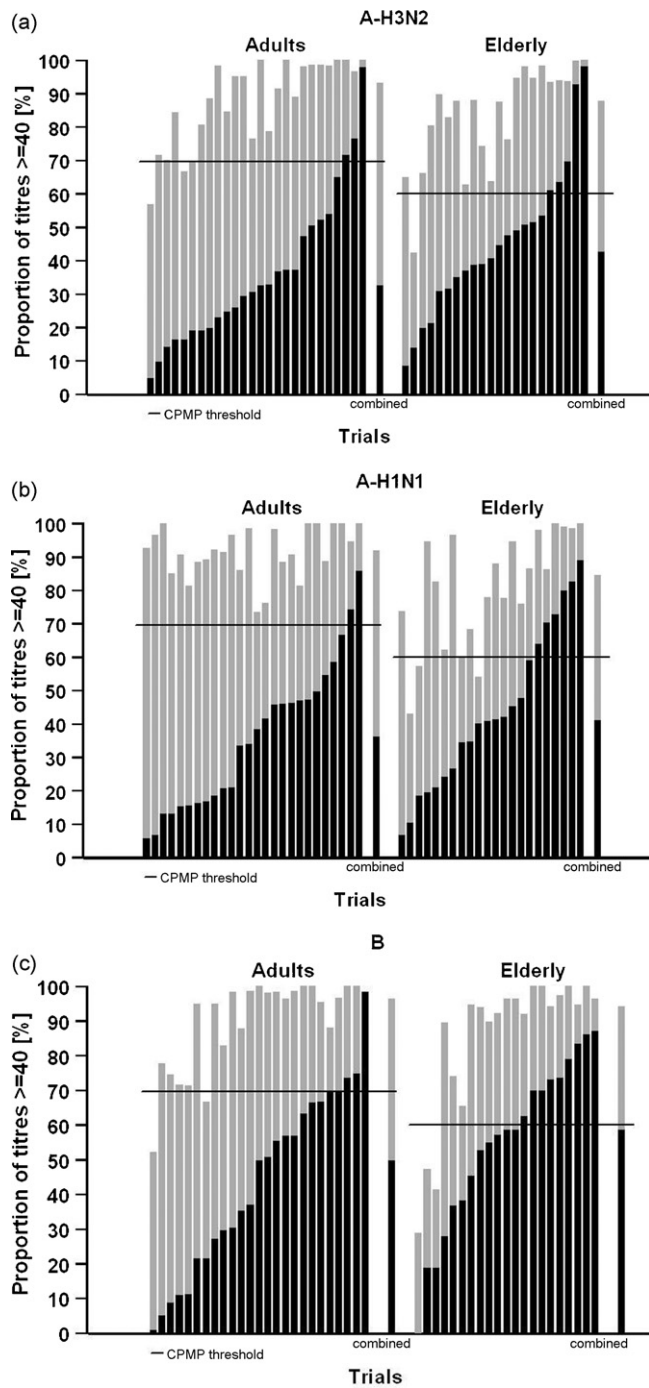 (a)
A-H3N2
Adults Elderly
Proportion of titres >=40 [%]
100
90
80
70
60
50
40
30
20
10
0
combined combined
CPMP threshold
Trials
(b)
A-H1N1
Adults Elderly
Proportion of titres >=40 [%]
100
90
80
70
60
50
40
30
20
10
0
combined combined
CPMP threshold
Trials
(c)
B
Adults Elderly
Proportion of titres >=40 [%]
100
90
80
70
60
50
40
30
20
10
0
combined combined
CPMP threshold
Trials